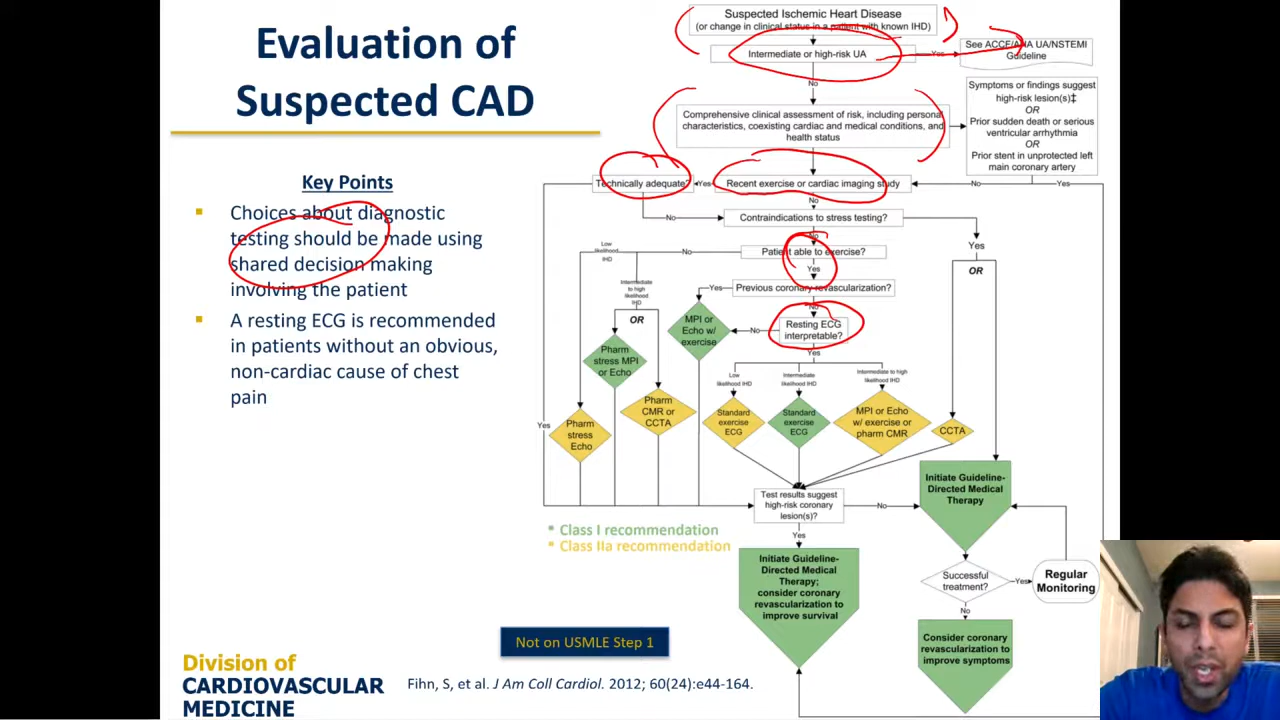 Evaluation of
Suspected CAD
Key Points
Choices about diagnostic
testing should be made using
shared decision making
involving the patient
A resting ECG is recommended
in patients without an obvious,
non-cardiac cause of chest
pain
Suspected Ischemic Heart Disease
(or change in clinical status in a patient with known IHD)
Intermediate or high-risk UA
Yes
See ACCF/AHA UA/NSTEMI
Guideline
No
Comprehensive clinical assessment of risk, including personal
characteristics, coexisting cardiac and medical conditions, and
health status
Symptoms or findings suggest
high-risk lesion(s)‡
OR
Prior sudden death or serious
ventricular arrhythmia
OR
Prior stent in unprotected left
main coronary artery
Technically adequate?
Yes
Recent exercise or cardiac imaging study
No
Yes
No
No
Contraindications to stress testing?
No
Yes
OR
Low
likelihood
IHD
No
Patient able to exercise?
Yes
Intermediate
to high
likelihood
IHD
OR
Yes
Previous coronary revascularization?
No
MPI or
Echo w/
exercise
No
Resting ECG
interpretable?
Yes
Pharm
stress MPI
or Echo
Low
likelihood IHD
Intermediate
likelihood IHD
Intermediate to high
likelihood IHD
Pharm
CMR or
CCTA
Pharm
stress
Echo
Standard
exercise
ECG
Standard
exercise
ECG
MPI or Echo
w/ exercise or
pharm CMR
CCTA
Yes
Test results suggest
high-risk coronary
lesion(s)?
No
Yes
Initiate Guideline-
Directed Medical
Therapy
* Class I recommendation
* Class IIa recommendation
Initiate Guideline-
Directed Medical
Therapy;
consider coronary
revascularization to
improve survival
Successful
treatment?
Yes
Regular
Monitoring
No
Consider coronary
revascularization to
improve symptoms
Not on USMLE Step 1
Division of
CARDIOVASCULAR
MEDICINE
Fihn, S, et al. J Am Coll Cardiol. 2012; 60(24):e44-164.